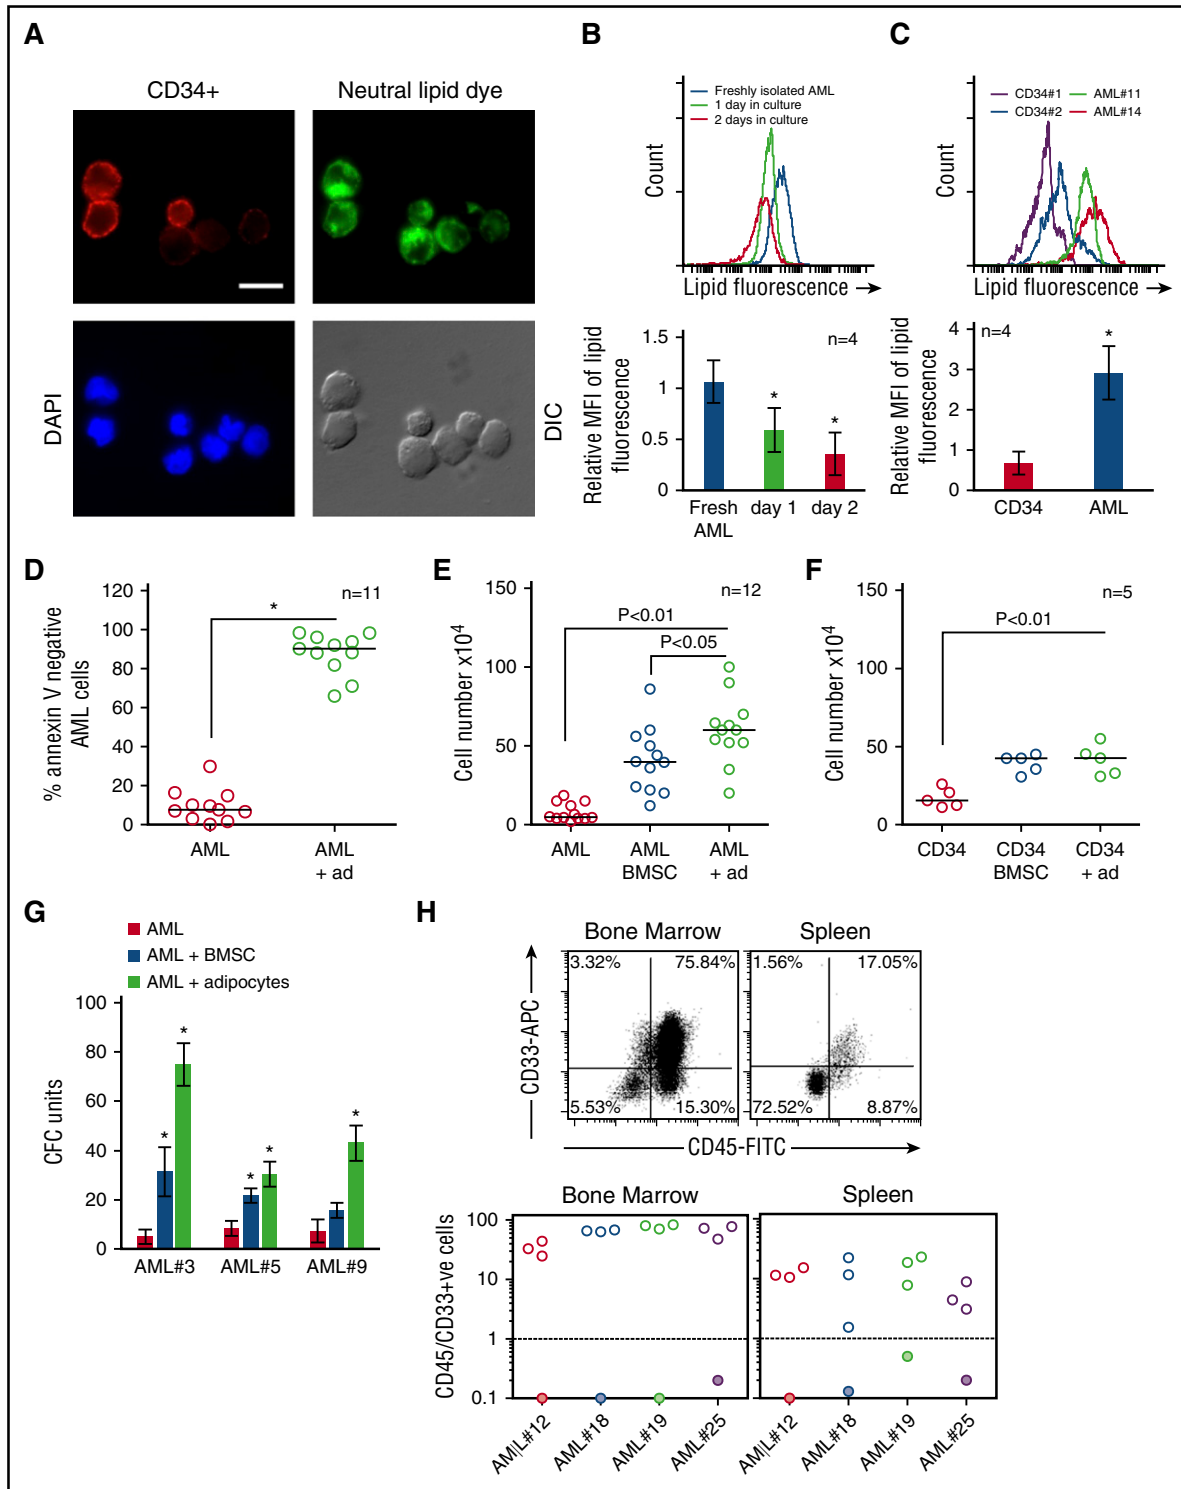 A
CD34+
Neutral lipid dye
DAPI
DIC
B
Freshly isolated AML
1 day in culture
2 days in culture
Count
Lipid fluorescence
Relative MFI of lipid
fluorescence
1.5
1
0.5
0
n=4
Fresh
AML
day 1
day 2
*
*
C
CD34#1
CD34#2
AML#11
AML#14
Count
Lipid fluorescence
Relative MFI of lipid
fluorescence
4
3
2
1
0
n=4
*
CD34
AML
D
% annexin V negative
AML cells
120
100
80
60
40
20
0
*
n=11
AML
AML
+ ad
E
Cell number x10⁴
150
100
50
0
n=12
P<0.01
P<0.05
AML
AML
BMSC
AML
+ ad
F
Cell number x10⁴
150
100
50
0
n=5
P<0.01
CD34
CD34
BMSC
CD34
+ ad
G
AML
AML + BMSC
AML + adipocytes
CFC units
100
80
60
40
20
0
*
*
*
*
*
AML#3
AML#5
AML#9
H
Bone Marrow
Spleen
CD33-APC
3.32%
75.84%
5.53%
15.30%
1.56%
17.05%
72.52%
8.87%
CD45-FITC
Bone Marrow
Spleen
CD45/CD33+ve cells
100
10
1
0.1
AM|L#12
AML#18
AML#19
AML#25
AM|L#12
AML#18
AML#19
AML#25